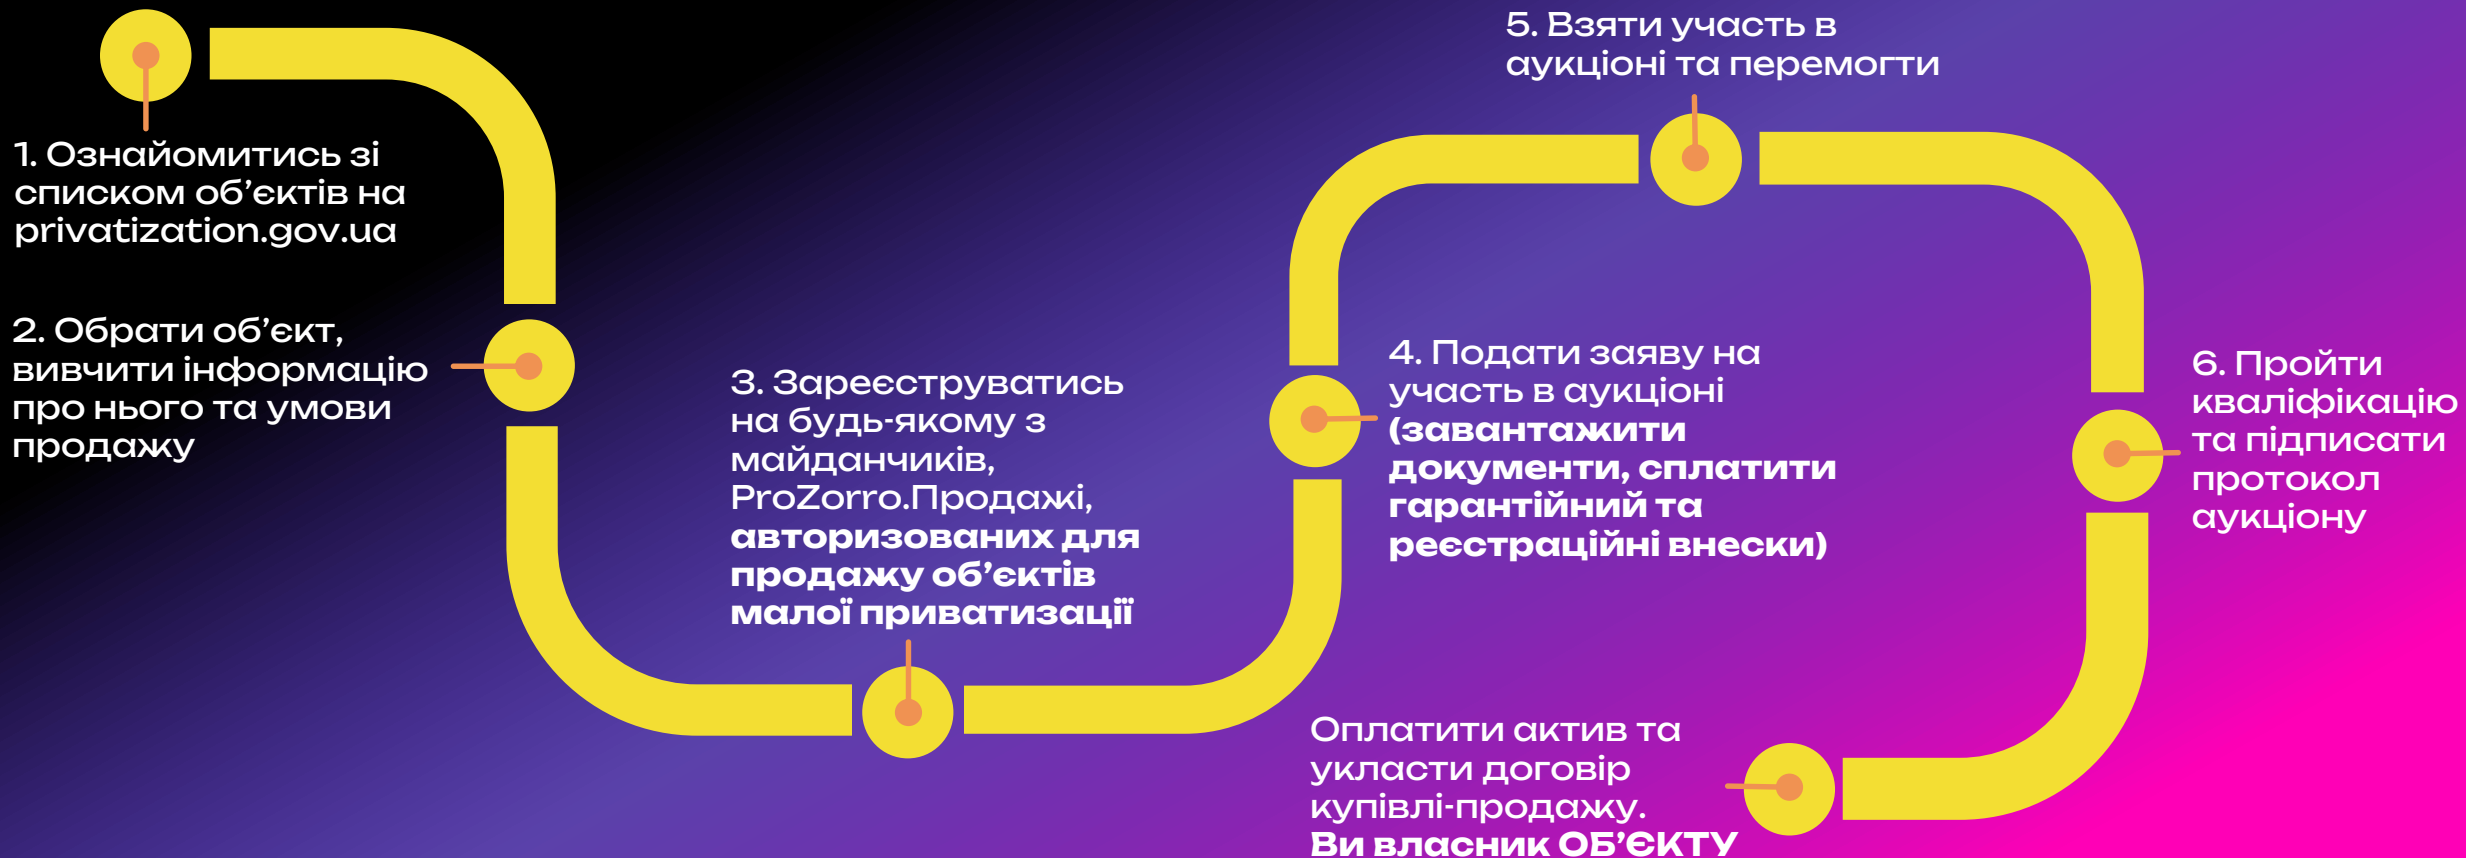 1. Ознайомитись зі
списком об’єктів на
privatization.gov.ua
2. Обрати об’єкт,
вивчити інформацію
про нього та умови
продажу
3. Зареєструватись
на будь-якому з
майданчиків,
ProZorro.Продажі,
авторизованих для
продажу об’єктів
малої приватизації
4. Подати заяву на
участь в аукціоні
(завантажити
документи, сплатити
гарантійний та
реєстраційні внески)
5. Взяти участь в
аукціоні та перемогти
6. Пройти
кваліфікацію
та підписати
протокол
аукціону
Оплатити актив та
укласти договір
купівлі-продажу.
Ви власник ОБ’ЄКТУ